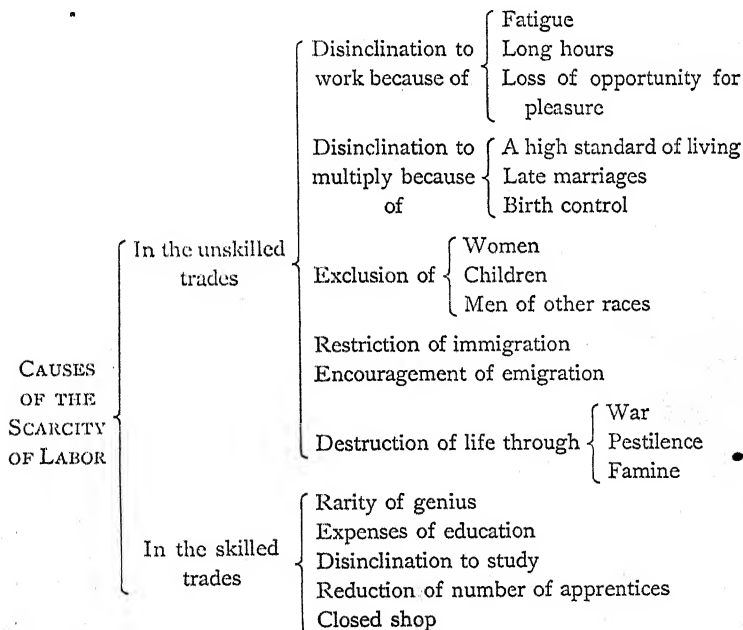 CAUSES
OF THE
SCARCITY
OF LABOR
In the unskilled
trades
Disinclination to
work because of
Fatigue
Long hours
Loss of opportunity for
pleasure
Disinclination to
multiply because
of
A high standard of living
Late marriages
Birth control
Exclusion of
Women
Children
Men of other races
Restriction of immigration
Encouragement of emigration
Destruction of life through
War
Pestilence
Famine
In the skilled
trades
Rarity of genius
Expenses of education
Disinclination to study
Reduction of number of apprentices
Closed shop